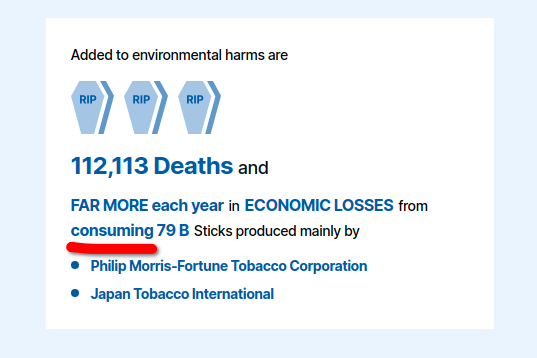 Added to environmental harms are
RIP RIP RIP
112,113 Deaths and
FAR MORE each year in ECONOMIC LOSSES from
consuming 79 B Sticks produced mainly by
Philip Morris-Fortune Tobacco Corporation
Japan Tobacco International